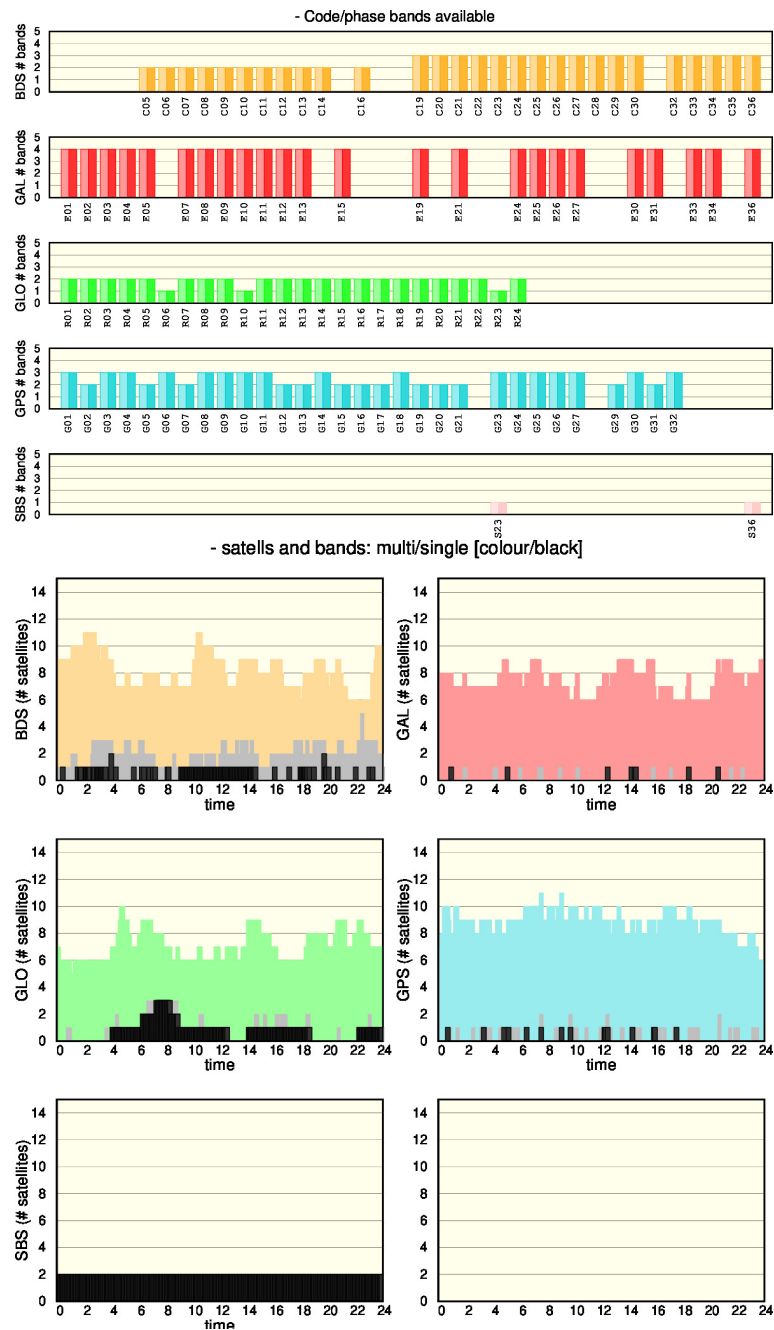 - Code/phase bands available
BDS # bands
5
4
3
2
1
0
C05 C06 C07 C08 C09 C10 C11 C12 C13 C14 C16 C19 C20 C21 C22 C23 C24 C25 C26 C27 C28 C29 C30 C32 C33 C34 C35 C36
GAL # bands
5
4
3
2
1
0
E01 E02 E03 E04 E05 E07 E08 E09 E10 E11 E12 E13 E15 E19 E21 E24 E25 E26 E27 E30 E31 E33 E34 E36
GLO # bands
5
4
3
2
1
0
R01 R02 R03 R04 R05 R06 R07 R08 R09 R10 R11 R12 R13 R14 R15 R16 R17 R18 R19 R20 R21 R22 R23 R24
GPS # bands
5
4
3
2
1
0
G01 G02 G03 G04 G05 G06 G07 G08 G09 G10 G11 G12 G13 G14 G15 G16 G17 G18 G19 G20 G21 G23 G24 G25 G26 G27 G29 G30 G31 G32
SBS # bands
5
4
3
2
1
0
S23 S36
- satells and bands: multi/single [colour/black]
BDS (# satellites)
14
12
10
8
6
4
2
0
0 2 4 6 8 10 12 14 16 18 20 22 24
time
GAL (# satellites)
14
12
10
8
6
4
2
0
0 2 4 6 8 10 12 14 16 18 20 22 24
time
GLO (# satellites)
14
12
10
8
6
4
2
0
0 2 4 6 8 10 12 14 16 18 20 22 24
time
GPS (# satellites)
14
12
10
8
6
4
2
0
0 2 4 6 8 10 12 14 16 18 20 22 24
time
SBS (# satellites)
14
12
10
8
6
4
2
0
0 2 4 6 8 10 12 14 16 18 20 22 24
time
14
12
10
8
6
4
2
0
0 2 4 6 8 10 12 14 16 18 20 22 24